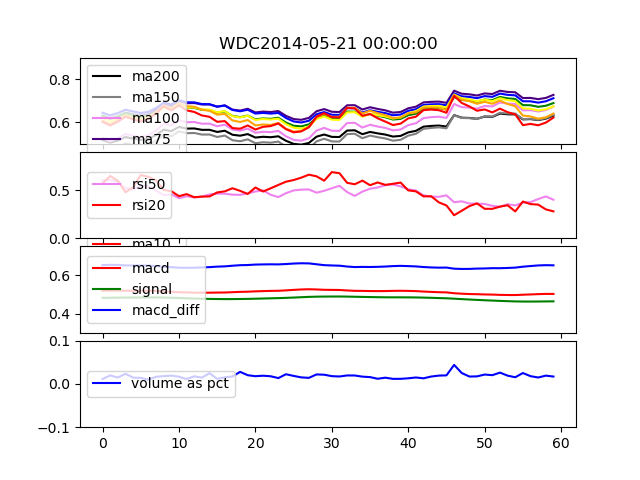 WDC2014-05-21 00:00:00
0.8
0.6
ma200
ma150
ma100
ma75
0.5
0.0
rsi50
rsi20
ma10
0.6
0.4
macd
signal
macd_diff
0.1
0.0
−0.1
volume as pct
0 10 20 30 40 50 60